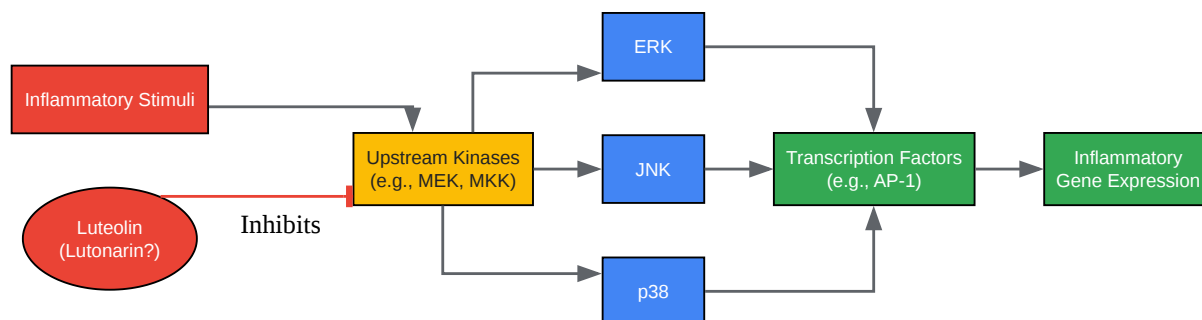 ERK
Inflammatory Stimuli
Upstream Kinases
(e.g., MEK, MKK)
JNK
Transcription Factors
(e.g., AP-1)
Inflammatory
Gene Expression
Inhibits
Luteolin
(Lutonarin?)
p38